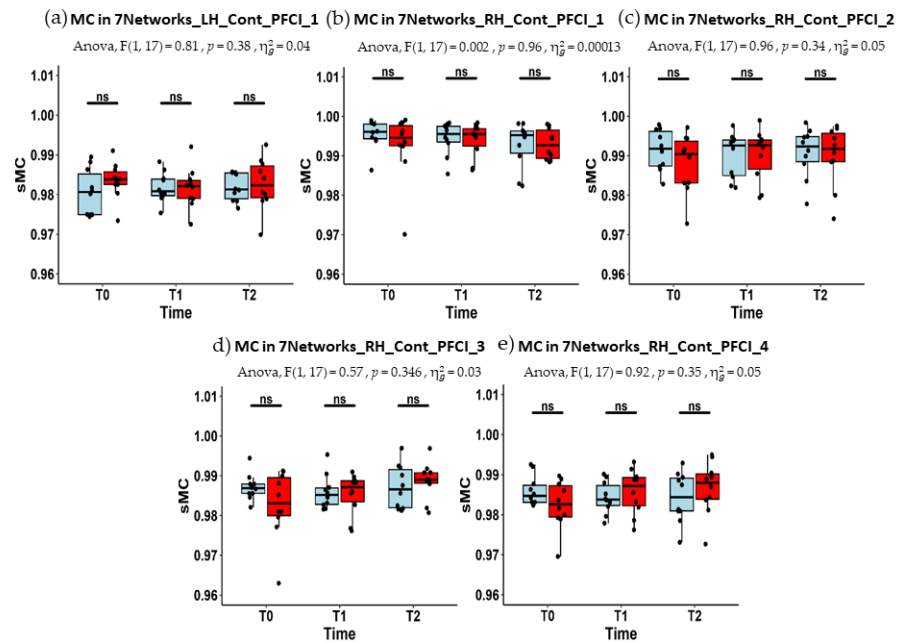 (a) MC in 7Networks_LH_Cont_PFCl_1
Anova, F(1, 17) = 0.81 , p = 0.38 , η²g = 0.04
1.01
1.00
0.99
0.98
0.97
0.96
sMC
ns ns ns
T0 T1 T2
Time
(b) MC in 7Networks_RH_Cont_PFCl_1
Anova, F(1, 17) = 0.002 , p = 0.96 , η²g = 0.00013
1.01
1.00
0.99
0.98
0.97
0.96
sMC
ns ns ns
T0 T1 T2
Time
(c) MC in 7Networks_RH_Cont_PFCl_2
Anova, F(1, 17) = 0.96 , p = 0.34 , η²g = 0.05
1.01
1.00
0.99
0.98
0.97
0.96
sMC
ns ns ns
T0 T1 T2
Time
d) MC in 7Networks_RH_Cont_PFCl_3
Anova, F(1, 17) = 0.57 , p = 0.346 , η²g = 0.03
1.01
1.00
0.99
0.98
0.97
0.96
sMC
ns ns ns
T0 T1 T2
Time
e) MC in 7Networks_RH_Cont_PFCl_4
Anova, F(1, 17) = 0.92 , p = 0.35 , η²g = 0.05
1.01
1.00
0.99
0.98
0.97
0.96
sMC
ns ns ns
T0 T1 T2
Time